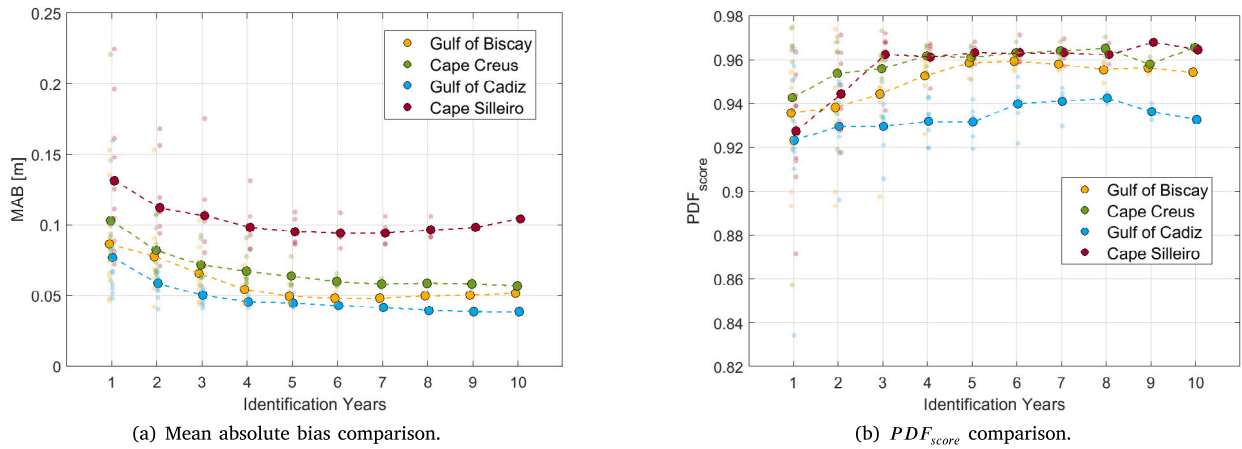 0.25
0.2
0.15
0.1
0.05
0
MAB [m]
Gulf of Biscay
Cape Creus
Gulf of Cadiz
Cape Silleiro
1 2 3 4 5 6 7 8 9 10
Identification Years
(a) Mean absolute bias comparison.
0.98
0.96
0.94
0.92
0.9
0.88
0.86
0.84
0.82
PDFscore
Gulf of Biscay
Cape Creus
Gulf of Cadiz
Cape Silleiro
1 2 3 4 5 6 7 8 9 10
Identification Years
(b) PDFscore comparison.